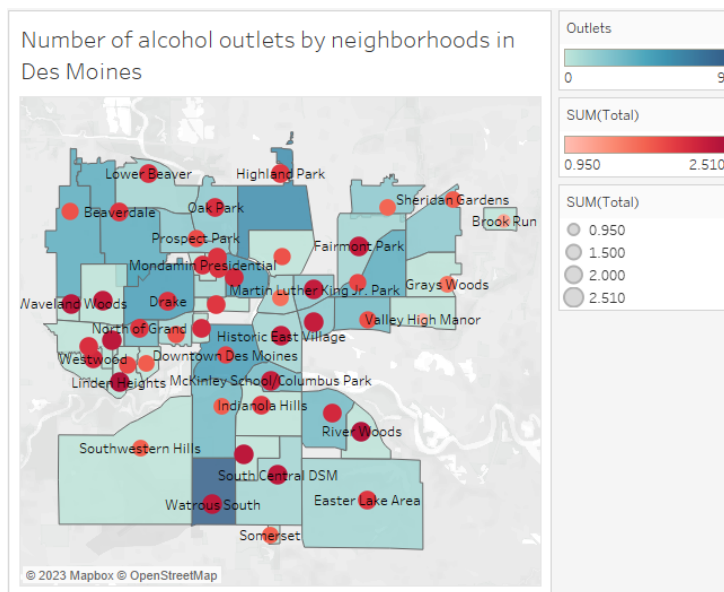 Number of alcohol outlets by neighborhoods in
Des Moines
Outlets
0 9
SUM(Total)
0.950 2.510
SUM(Total)
0.950
1.500
2.000
2.510
Lower Beaver
Highland Park
Beaverdale
Oak Park
Sheridan Gardens
Brook Run
Prospect Park
Fairmont Park
Mondamin Presidential
Martin Luther King Jr. Park
Grays Woods
Waveland Woods
Drake
North of Grand
Historic East Village
Valley High Manor
Westwood
Downtown Des Moines
Linden Heights
McKinley School/Columbus Park
Indianola Hills
River Woods
Southwestern Hills
South Central DSM
Watrous South
Easter Lake Area
Somerset
© 2023 Mapbox © OpenStreetMap